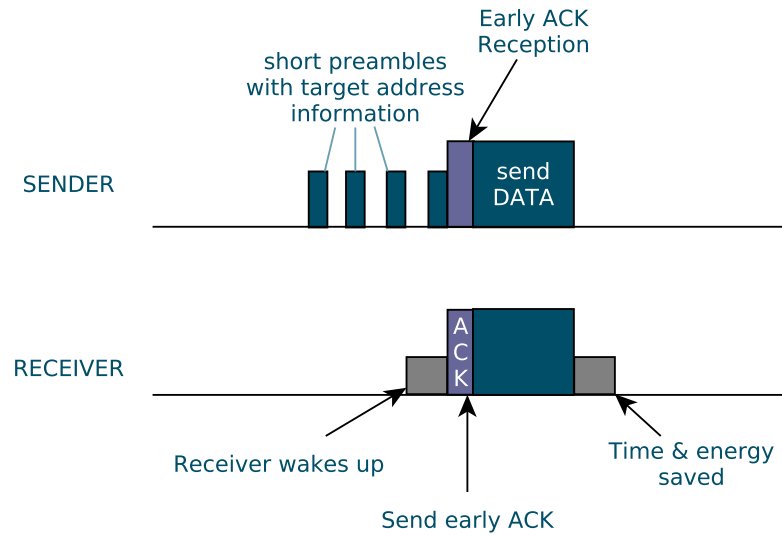 Early ACK
Reception
short preambles
with target address
information
SENDER
send
DATA
RECEIVER
A
C
K
Receiver wakes up
Time & energy
saved
Send early ACK